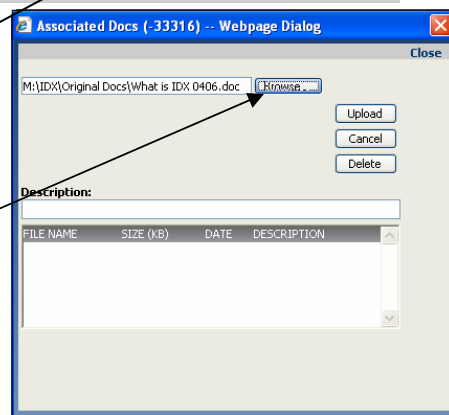 Associated Docs (-33316) -- Webpage Dialog
Close
M:\IDX\Original Docs\What is IDX 0406.doc
Browse...
Upload
Cancel
Delete
Description:
FILE NAME SIZE (KB) DATE DESCRIPTION